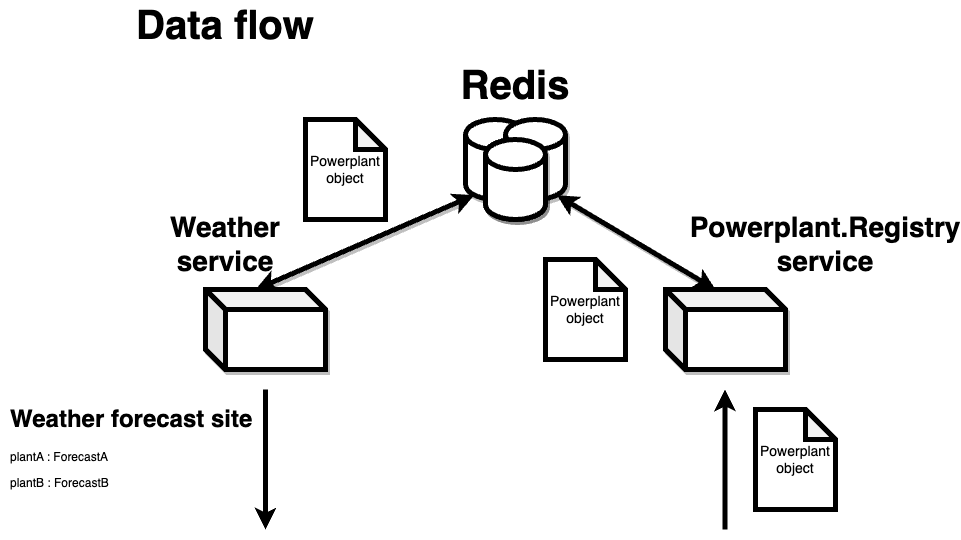 Data flow
Redis
Powerplant
object
Weather
service
Powerplant.Registry
service
Powerplant
object
Weather forecast site
plantA : ForecastA
plantB : ForecastB
Powerplant
object